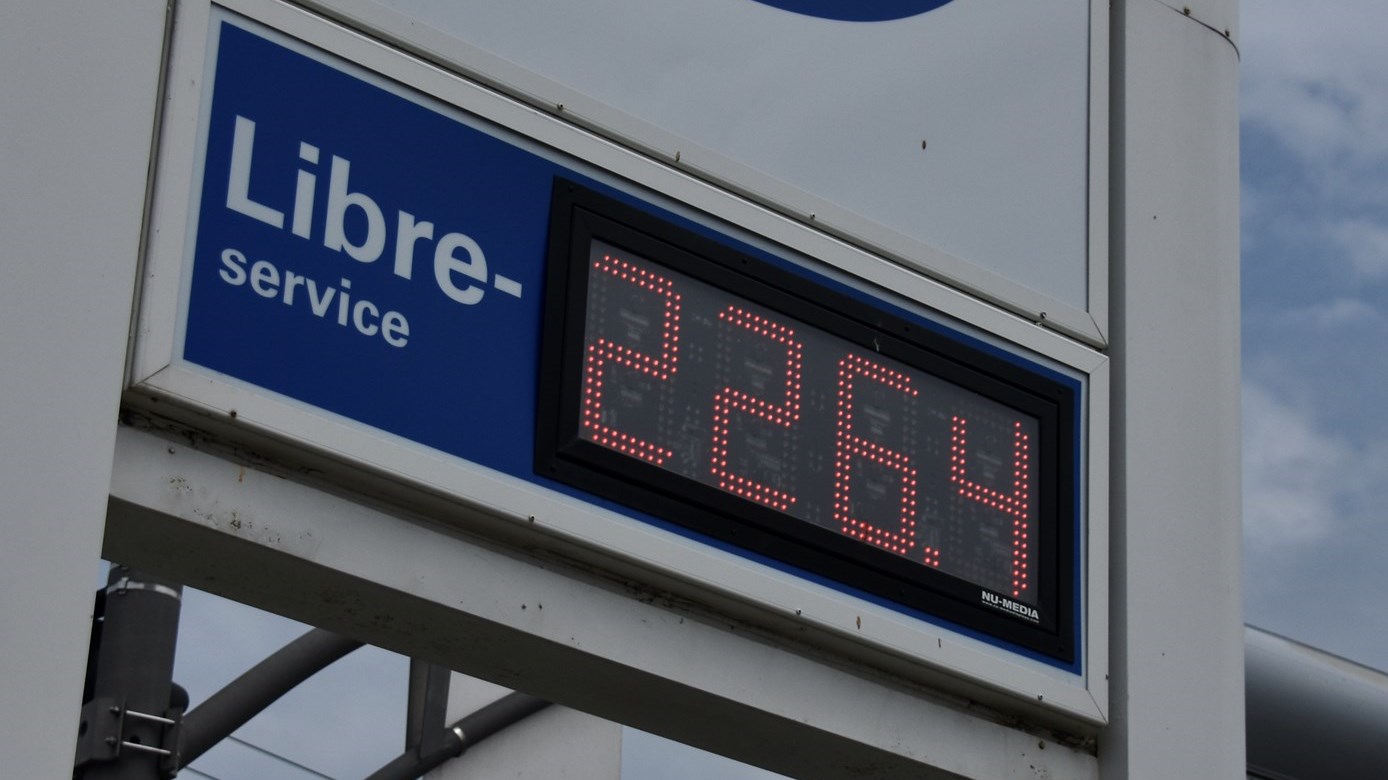 Libre-
service
226.4
NU-MEDIA